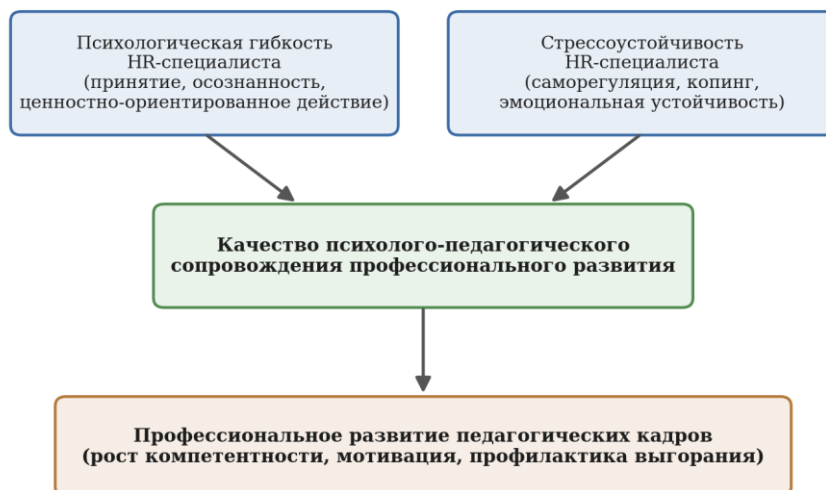 Психологическая гибкость
HR-специалиста
(принятие, осознанность,
ценностно-ориентированное действие)
Стрессоустойчивость
HR-специалиста
(саморегуляция, копинг,
эмоциональная устойчивость)
Качество психолого-педагогического
сопровождения профессионального развития
Профессиональное развитие педагогических кадров
(рост компетентности, мотивация, профилактика выгорания)